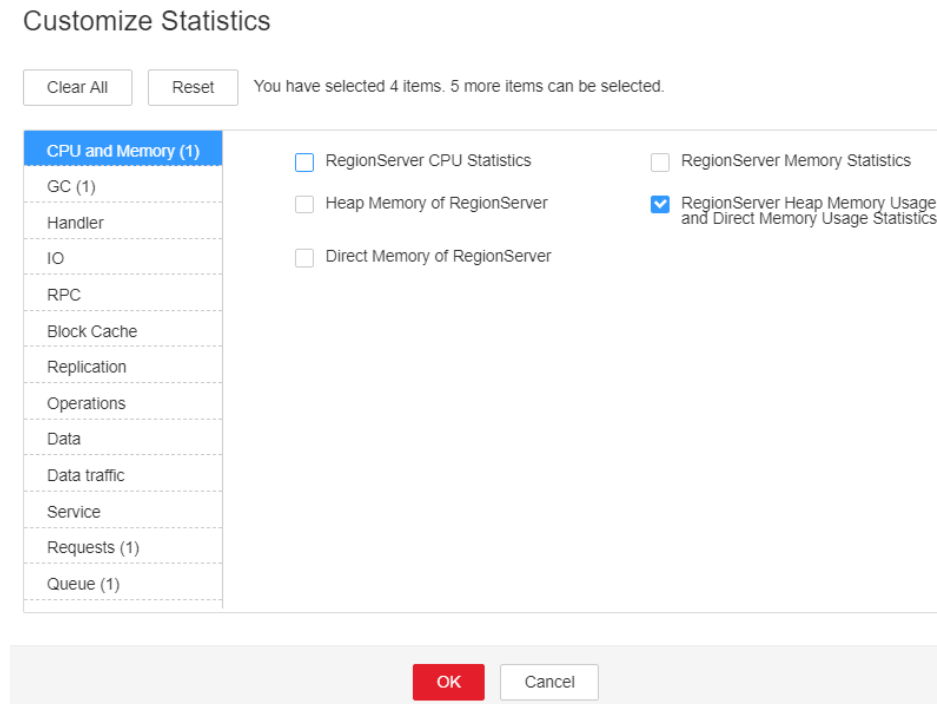 Customize Statistics
Clear All
Reset
You have selected 4 items. 5 more items can be selected.
CPU and Memory (1)
GC (1)
Handler
IO
RPC
Block Cache
Replication
Operations
Data
Data traffic
Service
Requests (1)
Queue (1)
RegionServer CPU Statistics
RegionServer Memory Statistics
Heap Memory of RegionServer
RegionServer Heap Memory Usage
and Direct Memory Usage Statistics
Direct Memory of RegionServer
OK
Cancel